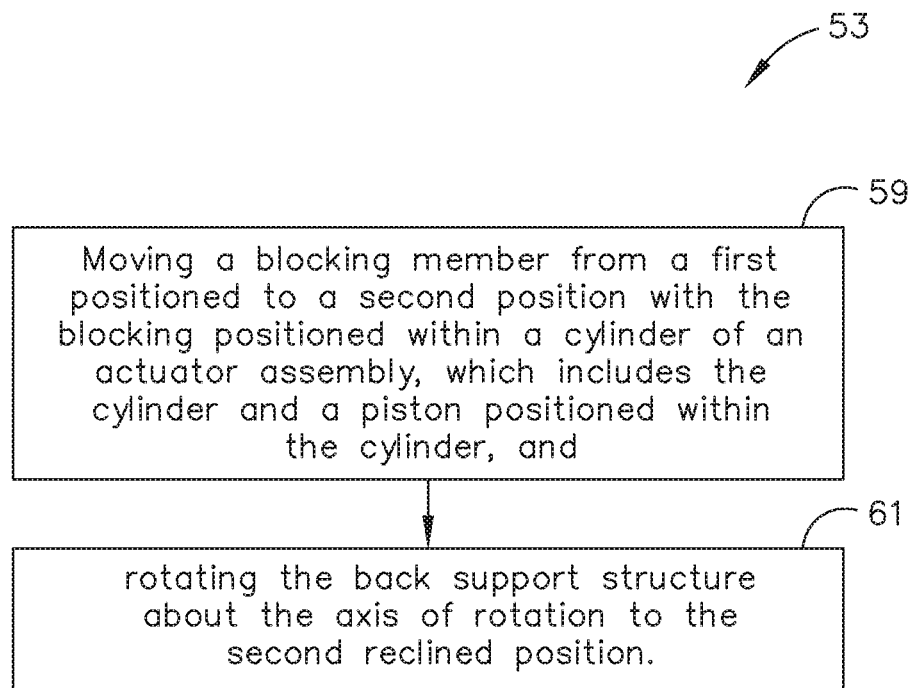 53
59
Moving a blocking member from a first
positioned to a second position with the
blocking positioned within a cylinder of an
actuator assembly, which includes the
cylinder and a piston positioned within
the cylinder, and
61
rotating the back support structure
about the axis of rotation to the
second reclined position.